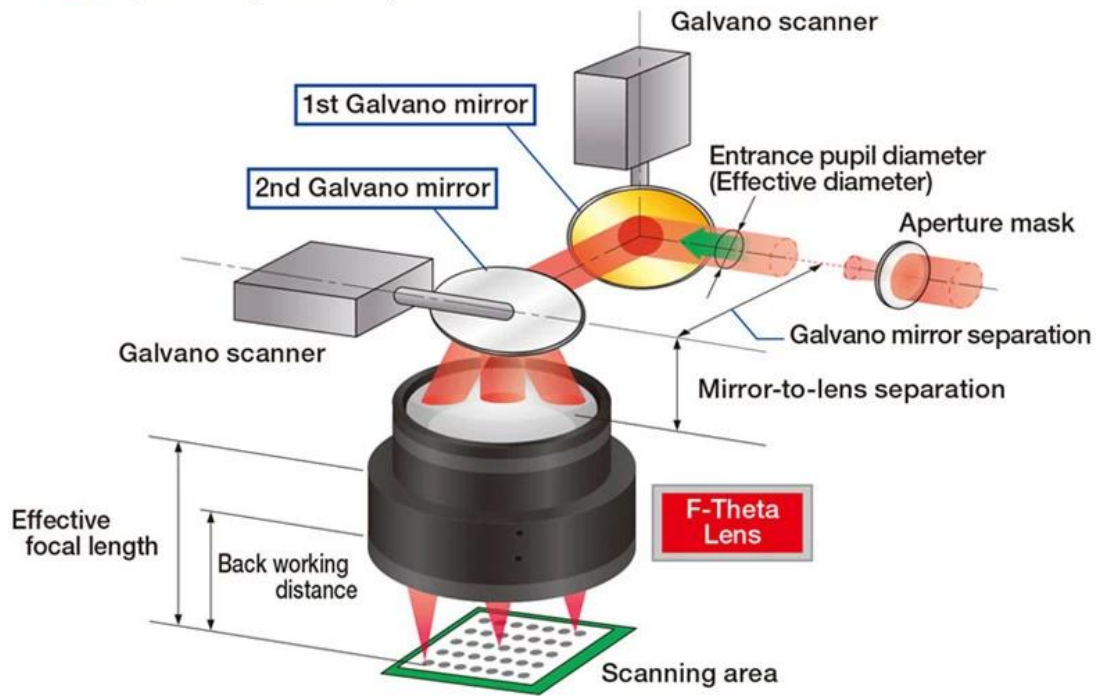 Galvano scanner
1st Galvano mirror
Entrance pupil diameter
(Effective diameter)
2nd Galvano mirror
Aperture mask
Galvano mirror separation
Galvano scanner
Mirror-to-lens separation
F-Theta
Lens
Effective
focal length
Back working
distance
Scanning area